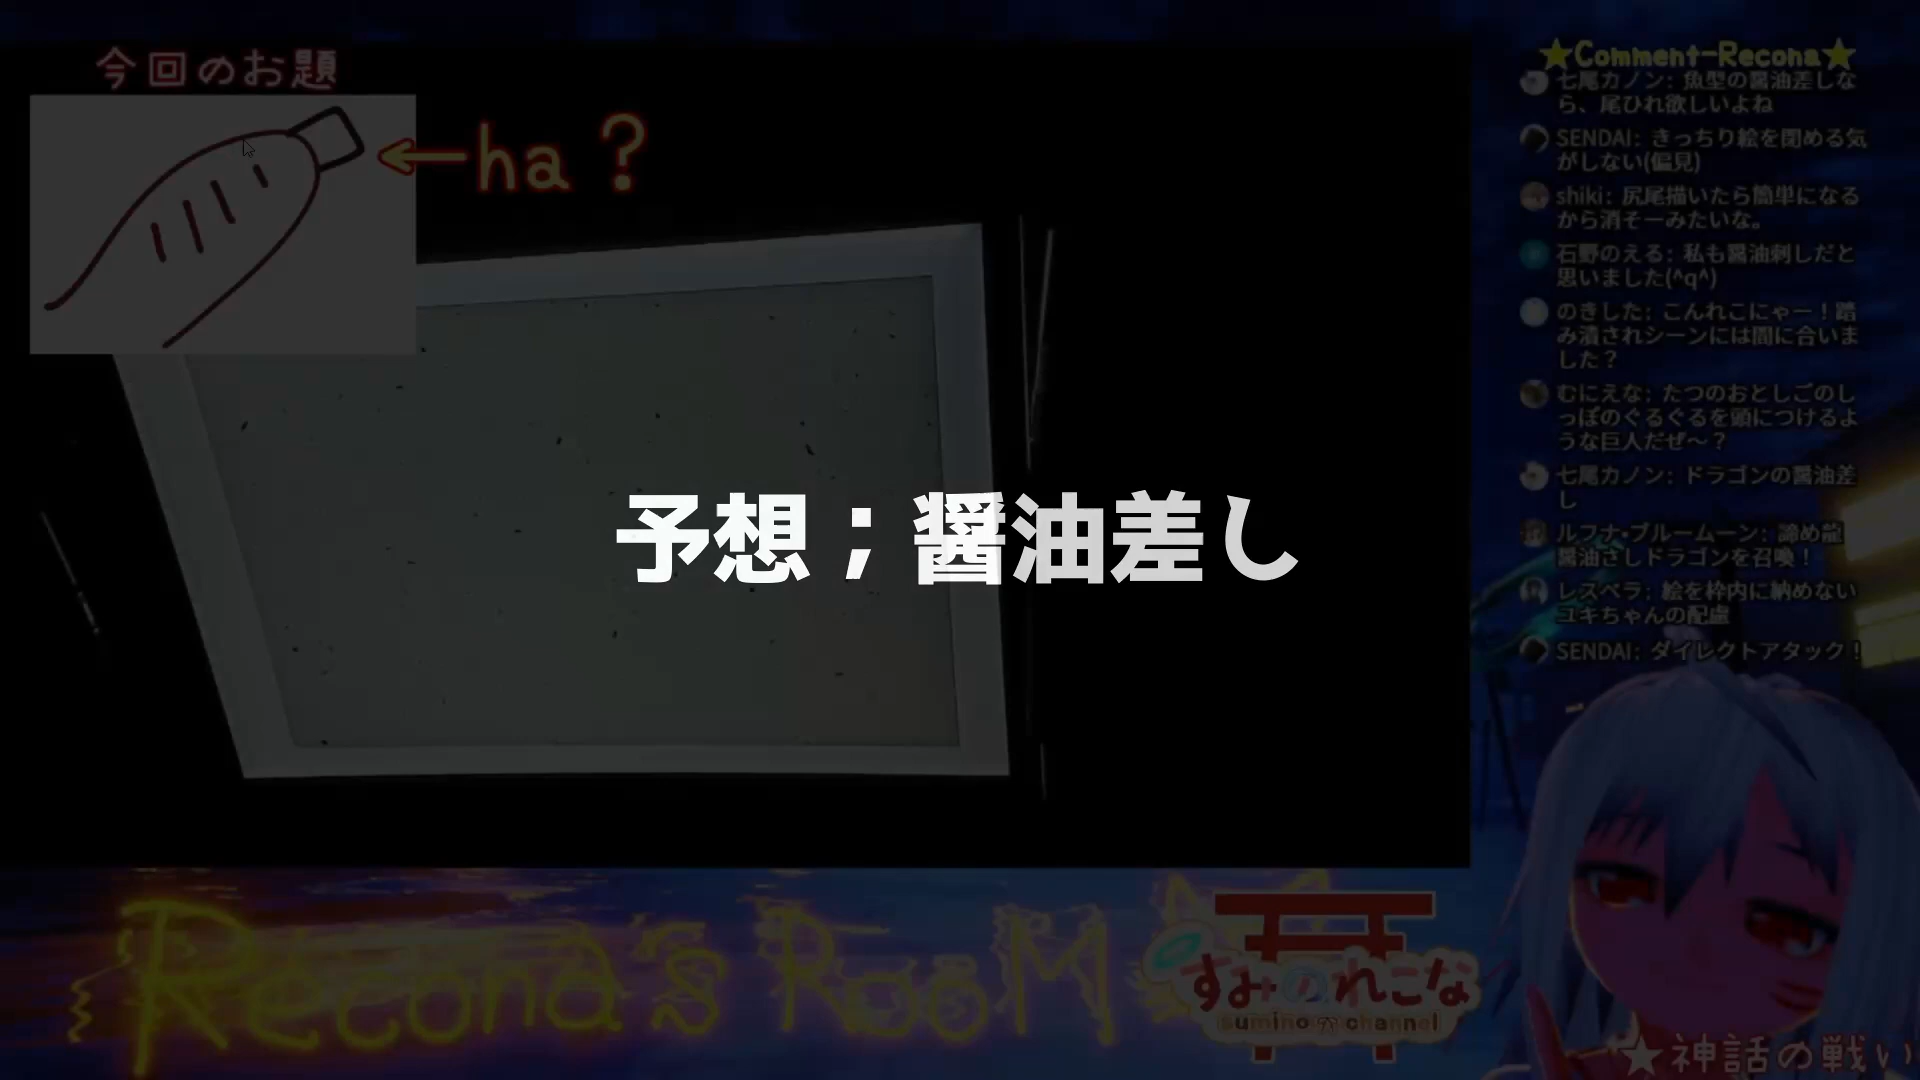 今回のお題
←ha？
予想；醤油差し
★Comment-Recona★
七尾カノン: 魚型の醤油差しな
ら、尾ひれ欲しいよね
SENDAI: きっちり絵を閉める気
がしない(偏見)
shiki: 尻尾描いたら簡単になる
から消そーみたいな。
石野のえる: 私も醤油刺しだと
思いました(^q^)
のきした: こんれこにゃー！踏
み潰されシーンには間に合いま
した？
むにえな: たつのおとしごのし
っぽのぐるぐるを頭につけるよ
うな巨人だぜ～？
七尾カノン: ドラゴンの醤油差
し
ルフナ・ブルームーン: 諦め龍
醤油さしドラゴンを召喚！
レスベラ: 絵を枠内に納めない
ユキちゃんの配慮
SENDAI: ダイレクトアタック！
Recona's RooM
すみのれこな
channel
★神話の戦い